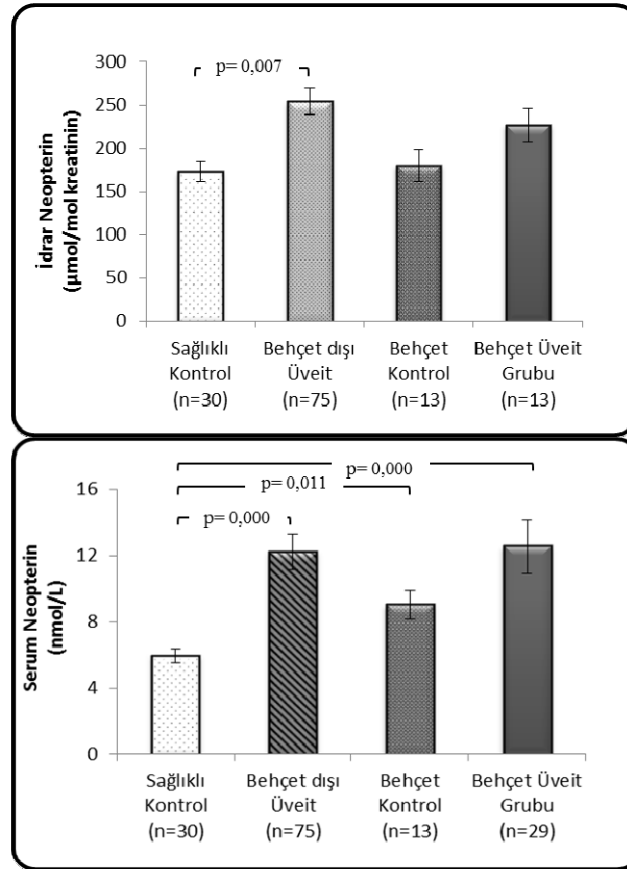 p= 0,007
300
250
200
150
100
50
0
İdrar Neopterin
(µmol/mol kreatinin)
Sağlıklı
Kontrol
(n=30)
Behçet dışı
Üveit
(n=75)
Behçet
Kontrol
(n=13)
Behçet Üveit
Grubu
(n=13)
p= 0,000
p= 0,011
p= 0,000
16
12
8
4
0
Serum Neopterin
(nmol/L)
Sağlıklı
Kontrol
(n=30)
Behçet dışı
Üveit
(n=75)
Behçet
Kontrol
(n=13)
Behçet Üveit
Grubu
(n=29)